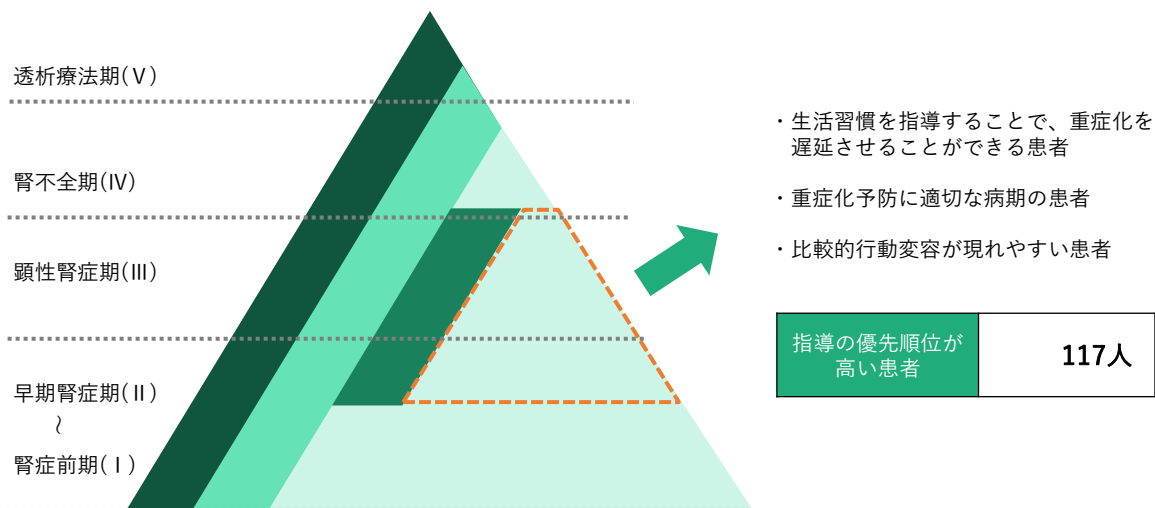 透析療法期(Ⅴ)
腎不全期(Ⅳ)
顕性腎症期(Ⅲ)
早期腎症期(Ⅱ)
～
腎症前期(Ⅰ)
・生活習慣を指導することで、重症化を
遅延させることができる患者
・重症化予防に適切な病期の患者
・比較的行動変容が現れやすい患者
指導の優先順位が
高い患者
117人